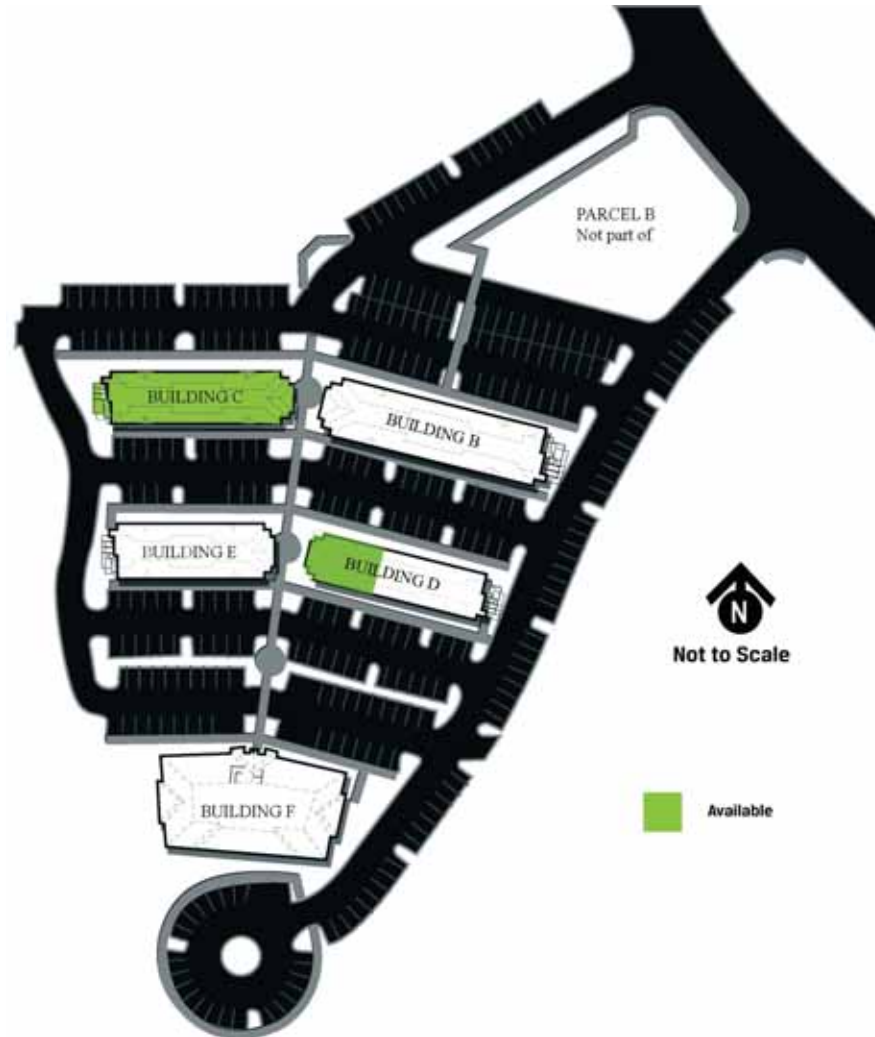 PARCEL B
Not part of
BUILDING C
BUILDING B
BUILDING E
BUILDING D
N
Not to Scale
BUILDING F
Available